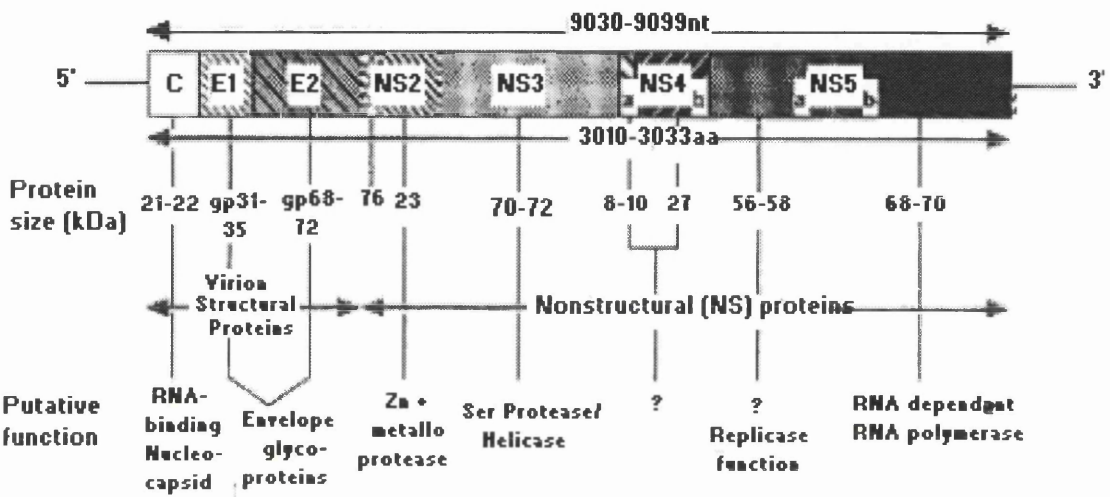 9030-9099nt
5' C E1 E2 NS2 NS3 NS4 NS5 3'
a b a b
3010-3033aa
Protein
size (kDa)
21-22 gp31- gp68- 76 23 70-72 8-10 27 56-58 68-70
35 72
Virion
Structural
Proteins
Nonstructural (NS) proteins
Putative
function
RNA-
binding
Nucleo-
capsid
Envelope
glyco-
proteins
Zn +
metallo
protease
Ser Protease/
Helicase
?
?
Replicase
function
RNA dependant
RNA polymerase